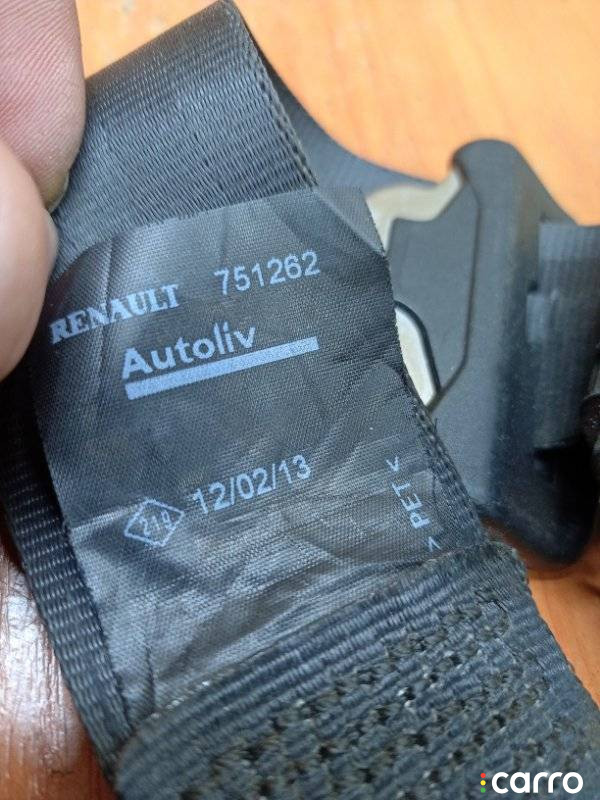 RENAULT 751262
Autoliv
219 12/02/13
>PET<
carro